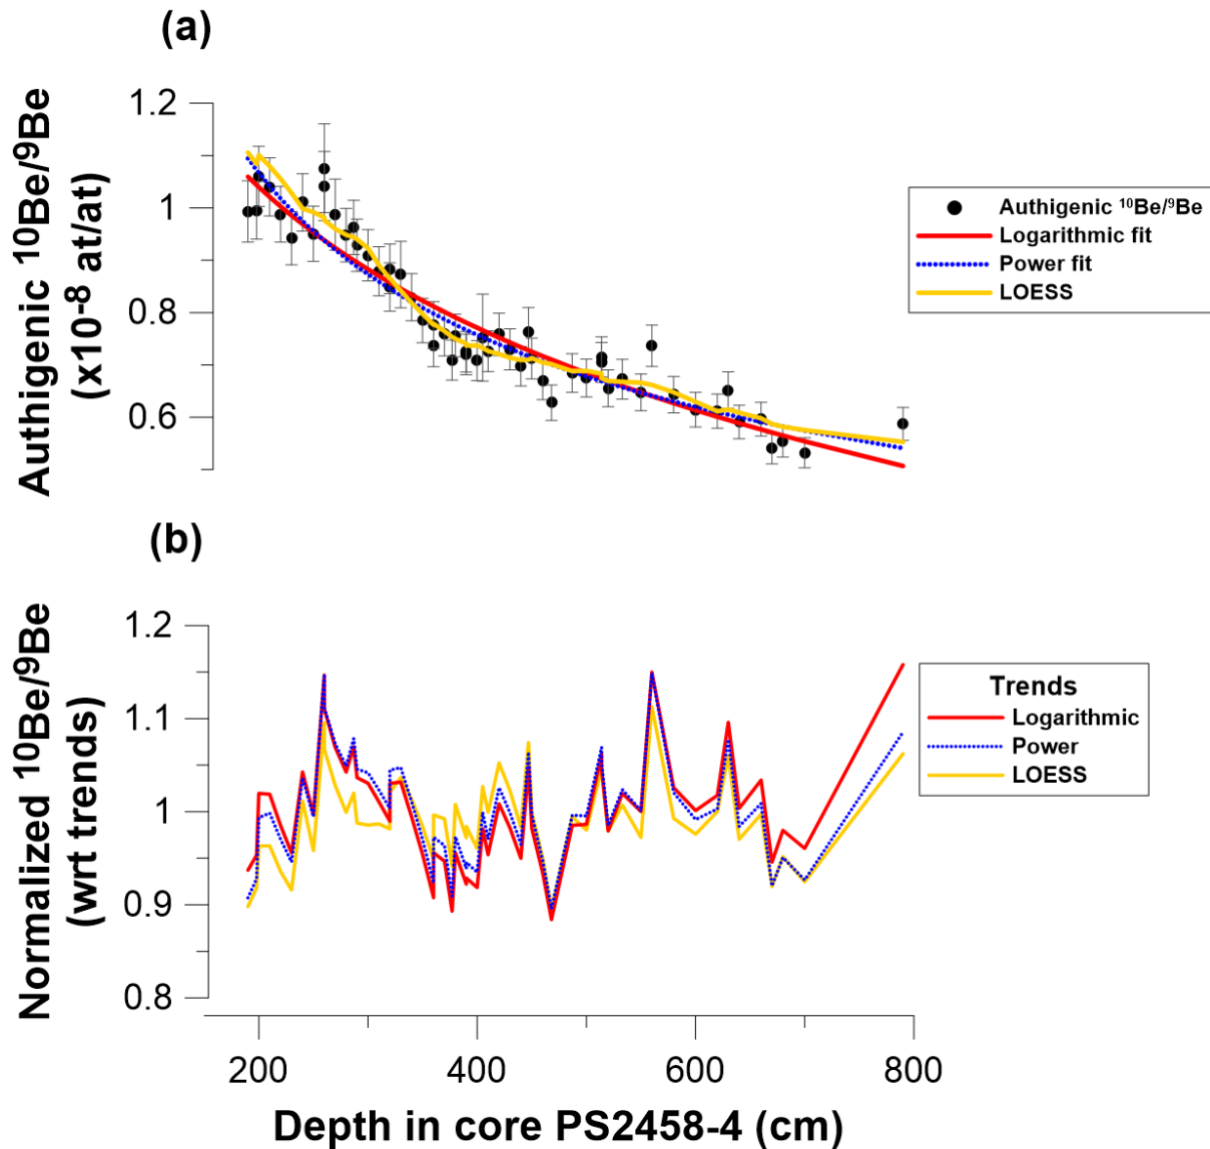 (a)
Authigenic ¹⁰Be/⁹Be
(x10⁻⁸ at/at)
1.2
1
0.8
0.6
Authigenic ¹⁰Be/⁹Be
Logarithmic fit
Power fit
LOESS
(b)
Normalized ¹⁰Be/⁹Be
(wrt trends)
1.2
1.1
1
0.9
0.8
Trends
Logarithmic
Power
LOESS
200
400
600
800
Depth in core PS2458-4 (cm)